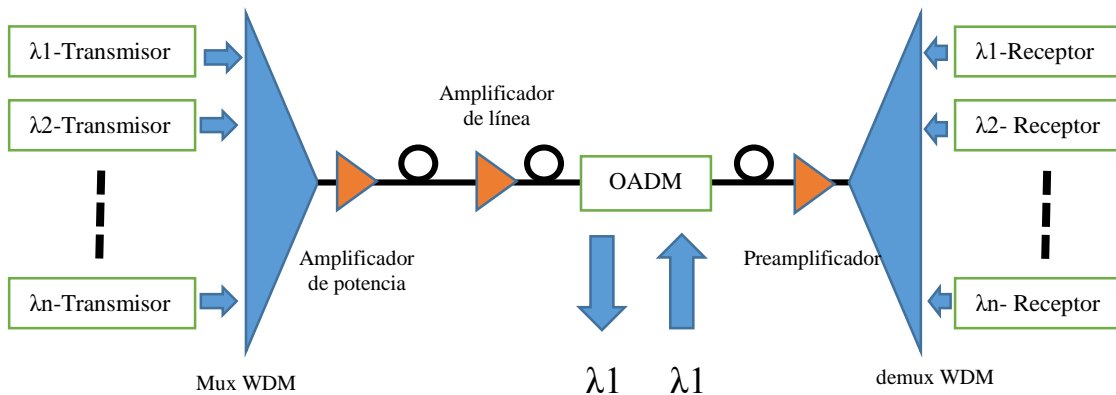 λ1-Transmisor
λ1-Receptor
λ2-Transmisor
Amplificador
de línea
λ2- Receptor
OADM
Amplificador
de potencia
Preamplificador
λn-Transmisor
λn- Receptor
Mux WDM
λ1
λ1
demux WDM